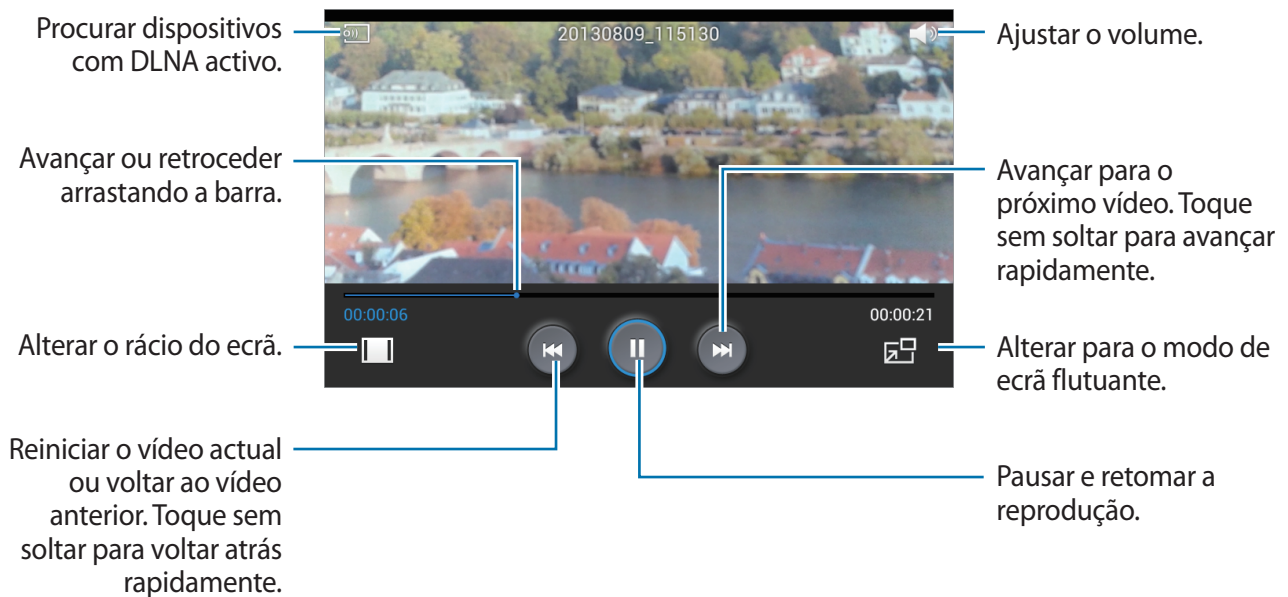 Procurar dispositivos
com DLNA activo.
20130809_115130
Ajustar o volume.
Avançar ou retroceder
arrastando a barra.
Avançar para o
próximo vídeo. Toque
sem soltar para avançar
rapidamente.
00:00:06
00:00:21
Alterar o rácio do ecrã.
Alterar para o modo de
ecrã flutuante.
Reiniciar o vídeo actual
ou voltar ao vídeo
anterior. Toque sem
soltar para voltar atrás
rapidamente.
Pausar e retomar a
reprodução.